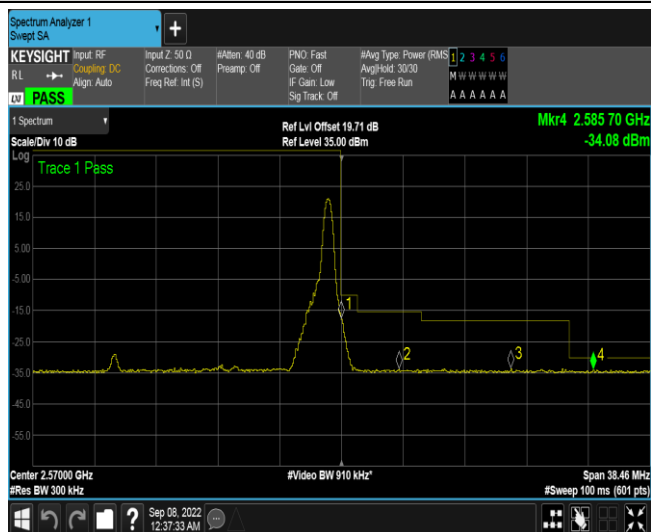 Spectrum Analyzer 1
Swept SA
KEYSIGHT Input: RF Input Z: 50 Ω #Atten: 40 dB PNO: Fast #Avg Type: Power (RMS 1 2 3 4 5 6
RL Coupling: DC Corrections: Off Preamp: Off Gate: Off Avg|Hold: 30/30 M W W W W W
Align: Auto Freq Ref: Int (S) IF Gain: Low Trig: Free Run
LXI PASS Sig Track: Off A A A A A A
1 Spectrum Ref Lvl Offset 19.71 dB Mkr4 2.585 70 GHz
Scale/Div 10 dB Ref Level 35.00 dBm -34.08 dBm
Log
Trace 1 Pass
25.0
15.0
5.00
-5.00
-15.0
1
-25.0
2 3 4
-35.0
-45.0
-55.0
Center 2.57000 GHz #Video BW 910 kHz* Span 38.46 MHz
#Res BW 300 kHz #Sweep 100 ms (601 pts)
? Sep 08, 2022
12:37:33 AM